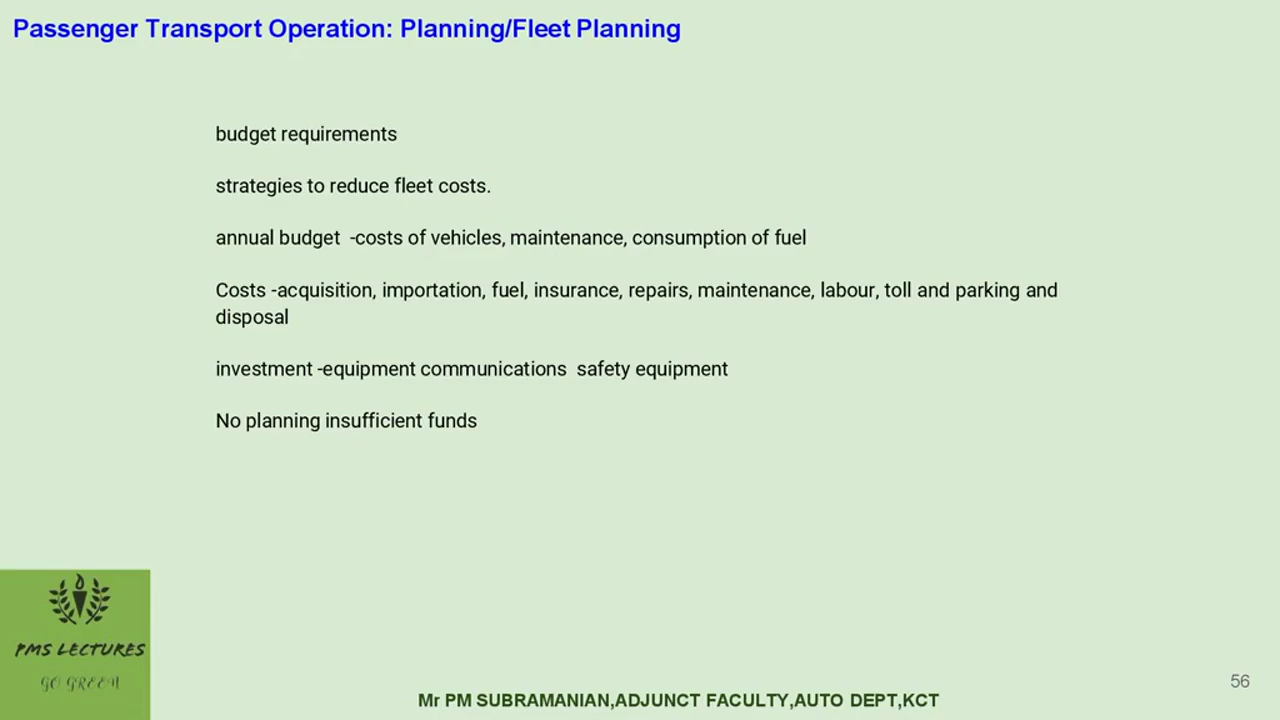 Passenger Transport Operation: Planning/Fleet Planning
budget requirements
strategies to reduce fleet costs.
annual budget  -costs of vehicles, maintenance, consumption of fuel
Costs -acquisition, importation, fuel, insurance, repairs, maintenance, labour, toll and parking and
disposal
investment -equipment communications  safety equipment
No planning insufficient funds
PMS LECTURES
GO GREEN
56
Mr PM SUBRAMANIAN,ADJUNCT FACULTY,AUTO DEPT,KCT